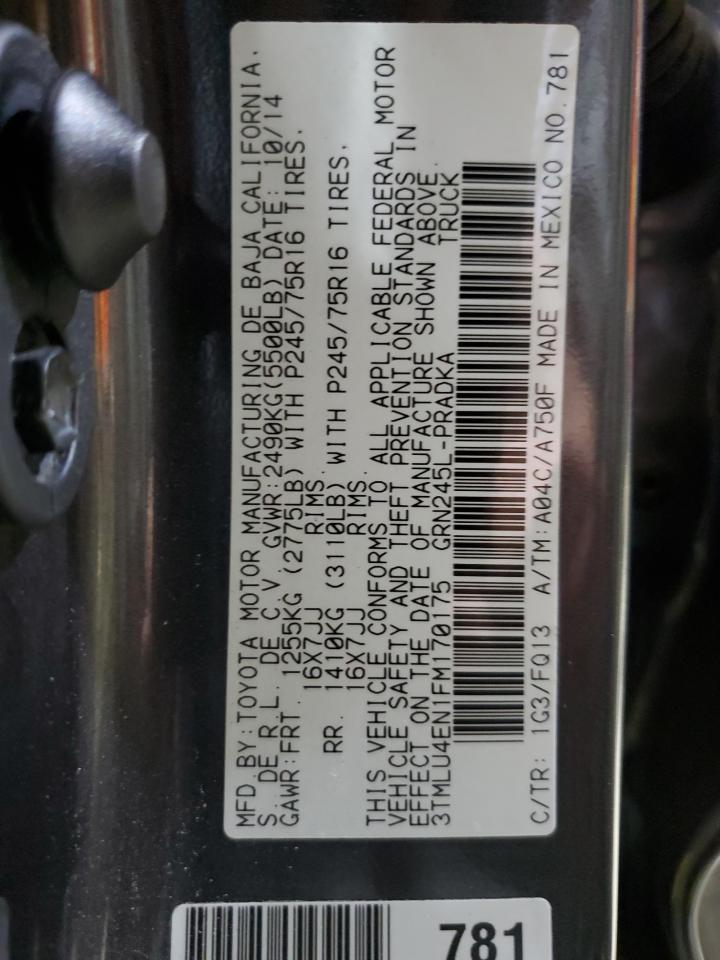 MFD.BY:TOYOTA MOTOR MANUFACTURING DE BAJA CALIFORNIA.
S. DE R.L. DE C.V GVWR:2490KG(5500LB) DATE: 10/14
GAWR:FRT. 1255KG (2775LB) WITH P245/75R16 TIRES.
16X7JJ RIMS
RR. 1410KG (3110LB) WITH P245/75R16 TIRES.
16X7JJ RIMS.
THIS VEHICLE CONFORMS TO ALL APPLICABLE FEDERAL MOTOR
VEHICLE SAFETY AND THEFT PREVENTION STANDARDS IN
EFFECT ON THE DATE OF MANUFACTURE SHOWN ABOVE.
3TMLU4EN1FM170175 GRN245L-PRADKA TRUCK
C/TR: 1G3/FQ13 A/TM:A04C/A750F MADE IN MEXICO NO.781
781